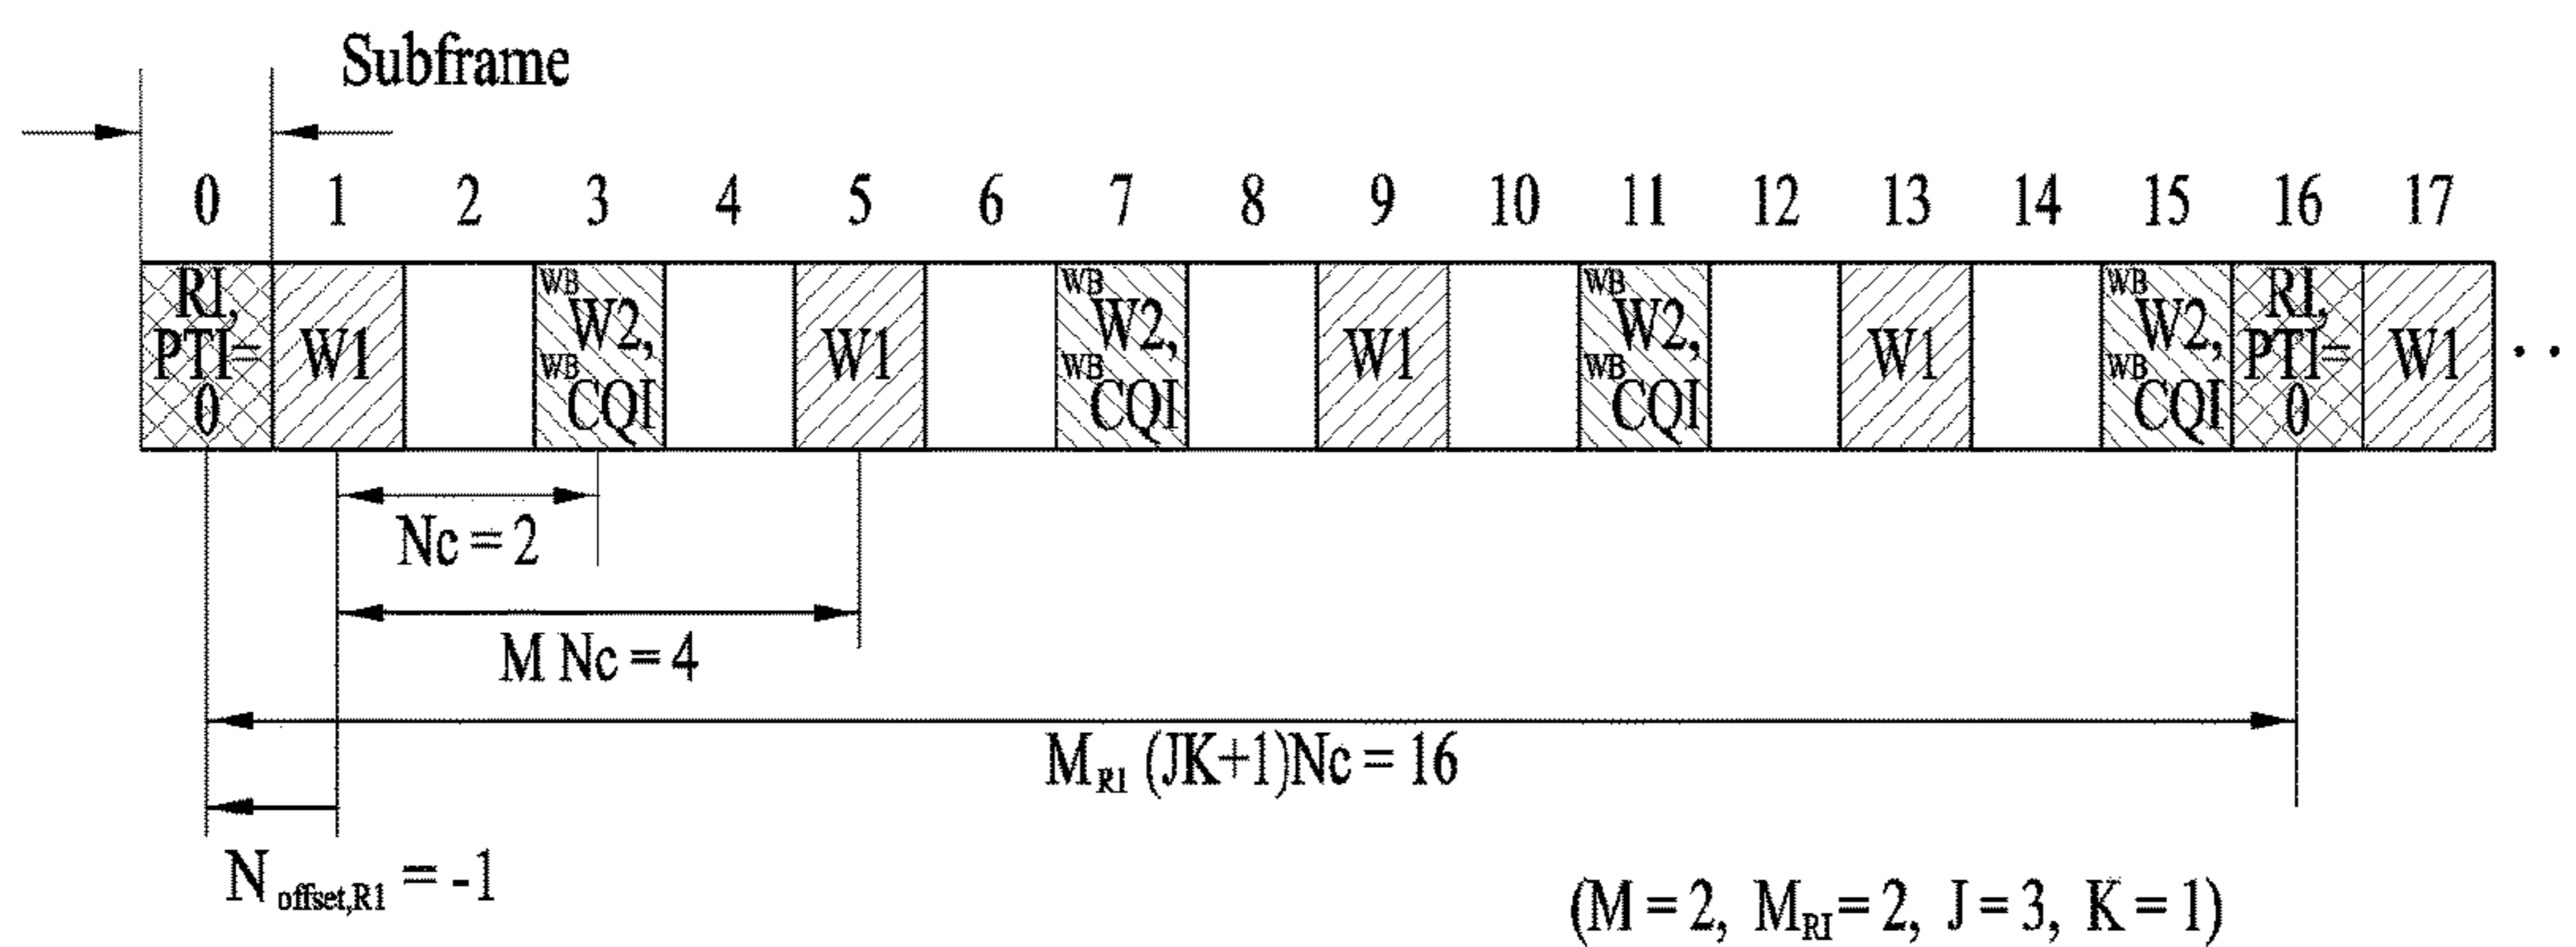 Subframe
0 1 2 3 4 5 6 7 8 9 10 11 12 13 14 15 16 17
RI, PTI= 0
W1
WB W2, WB CQI
W1
WB W2, WB CQI
W1
WB W2, WB CQI
W1
WB W2, WB CQI
RI, PTI= 0
W1
. .
Nc = 2
M Nc = 4
M R1 (JK+1)Nc = 16
N offset,R1 = -1
(M = 2, M RI = 2, J = 3, K = 1)